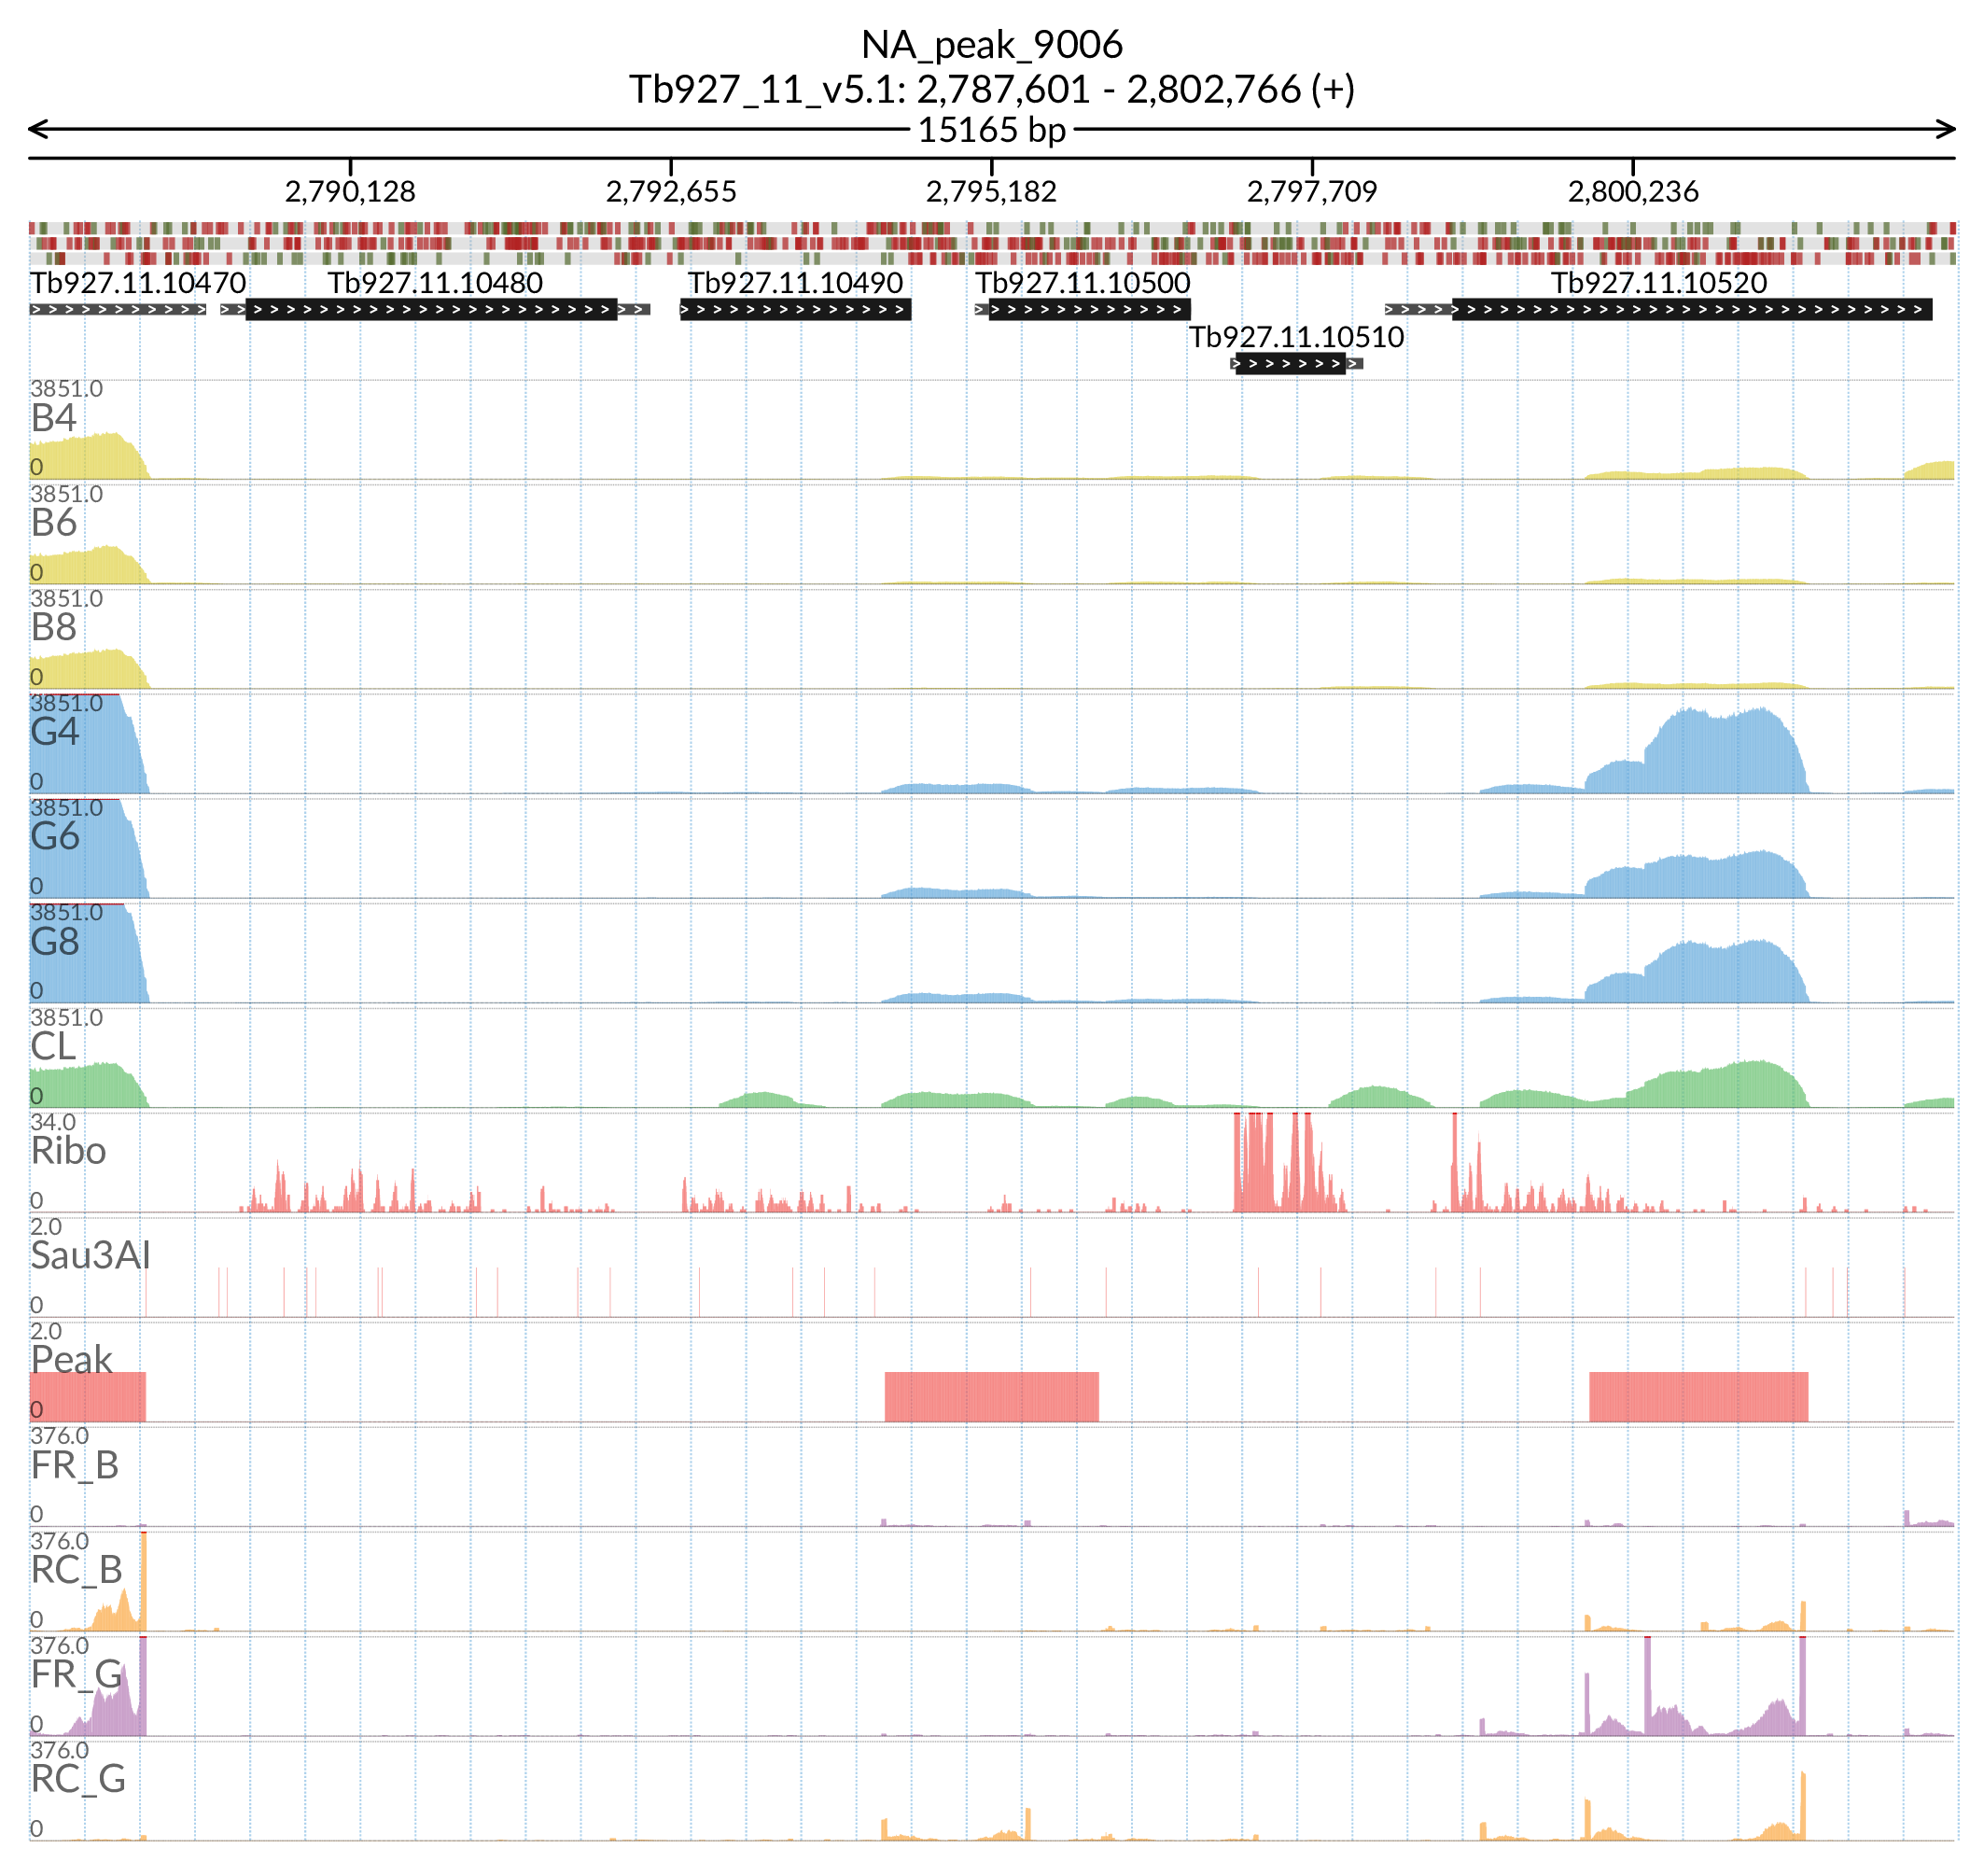 NA_peak_9006
Tb927_11_v5.1: 2,787,601 - 2,802,766 (+)
15165 bp
2,790,128 2,792,655 2,795,182 2,797,709 2,800,236
Tb927.11.10470 Tb927.11.10480 Tb927.11.10490 Tb927.11.10500 Tb927.11.10520
Tb927.11.10510
3851.0
B4
0
3851.0
B6
0
3851.0
B8
0
3851.0
G4
0
3851.0
G6
0
3851.0
G8
0
3851.0
CL
0
34.0
Ribo
0
2.0
Sau3AI
0
2.0
Peak
0
376.0
FR_B
0
376.0
RC_B
0
376.0
FR_G
0
376.0
RC_G
0